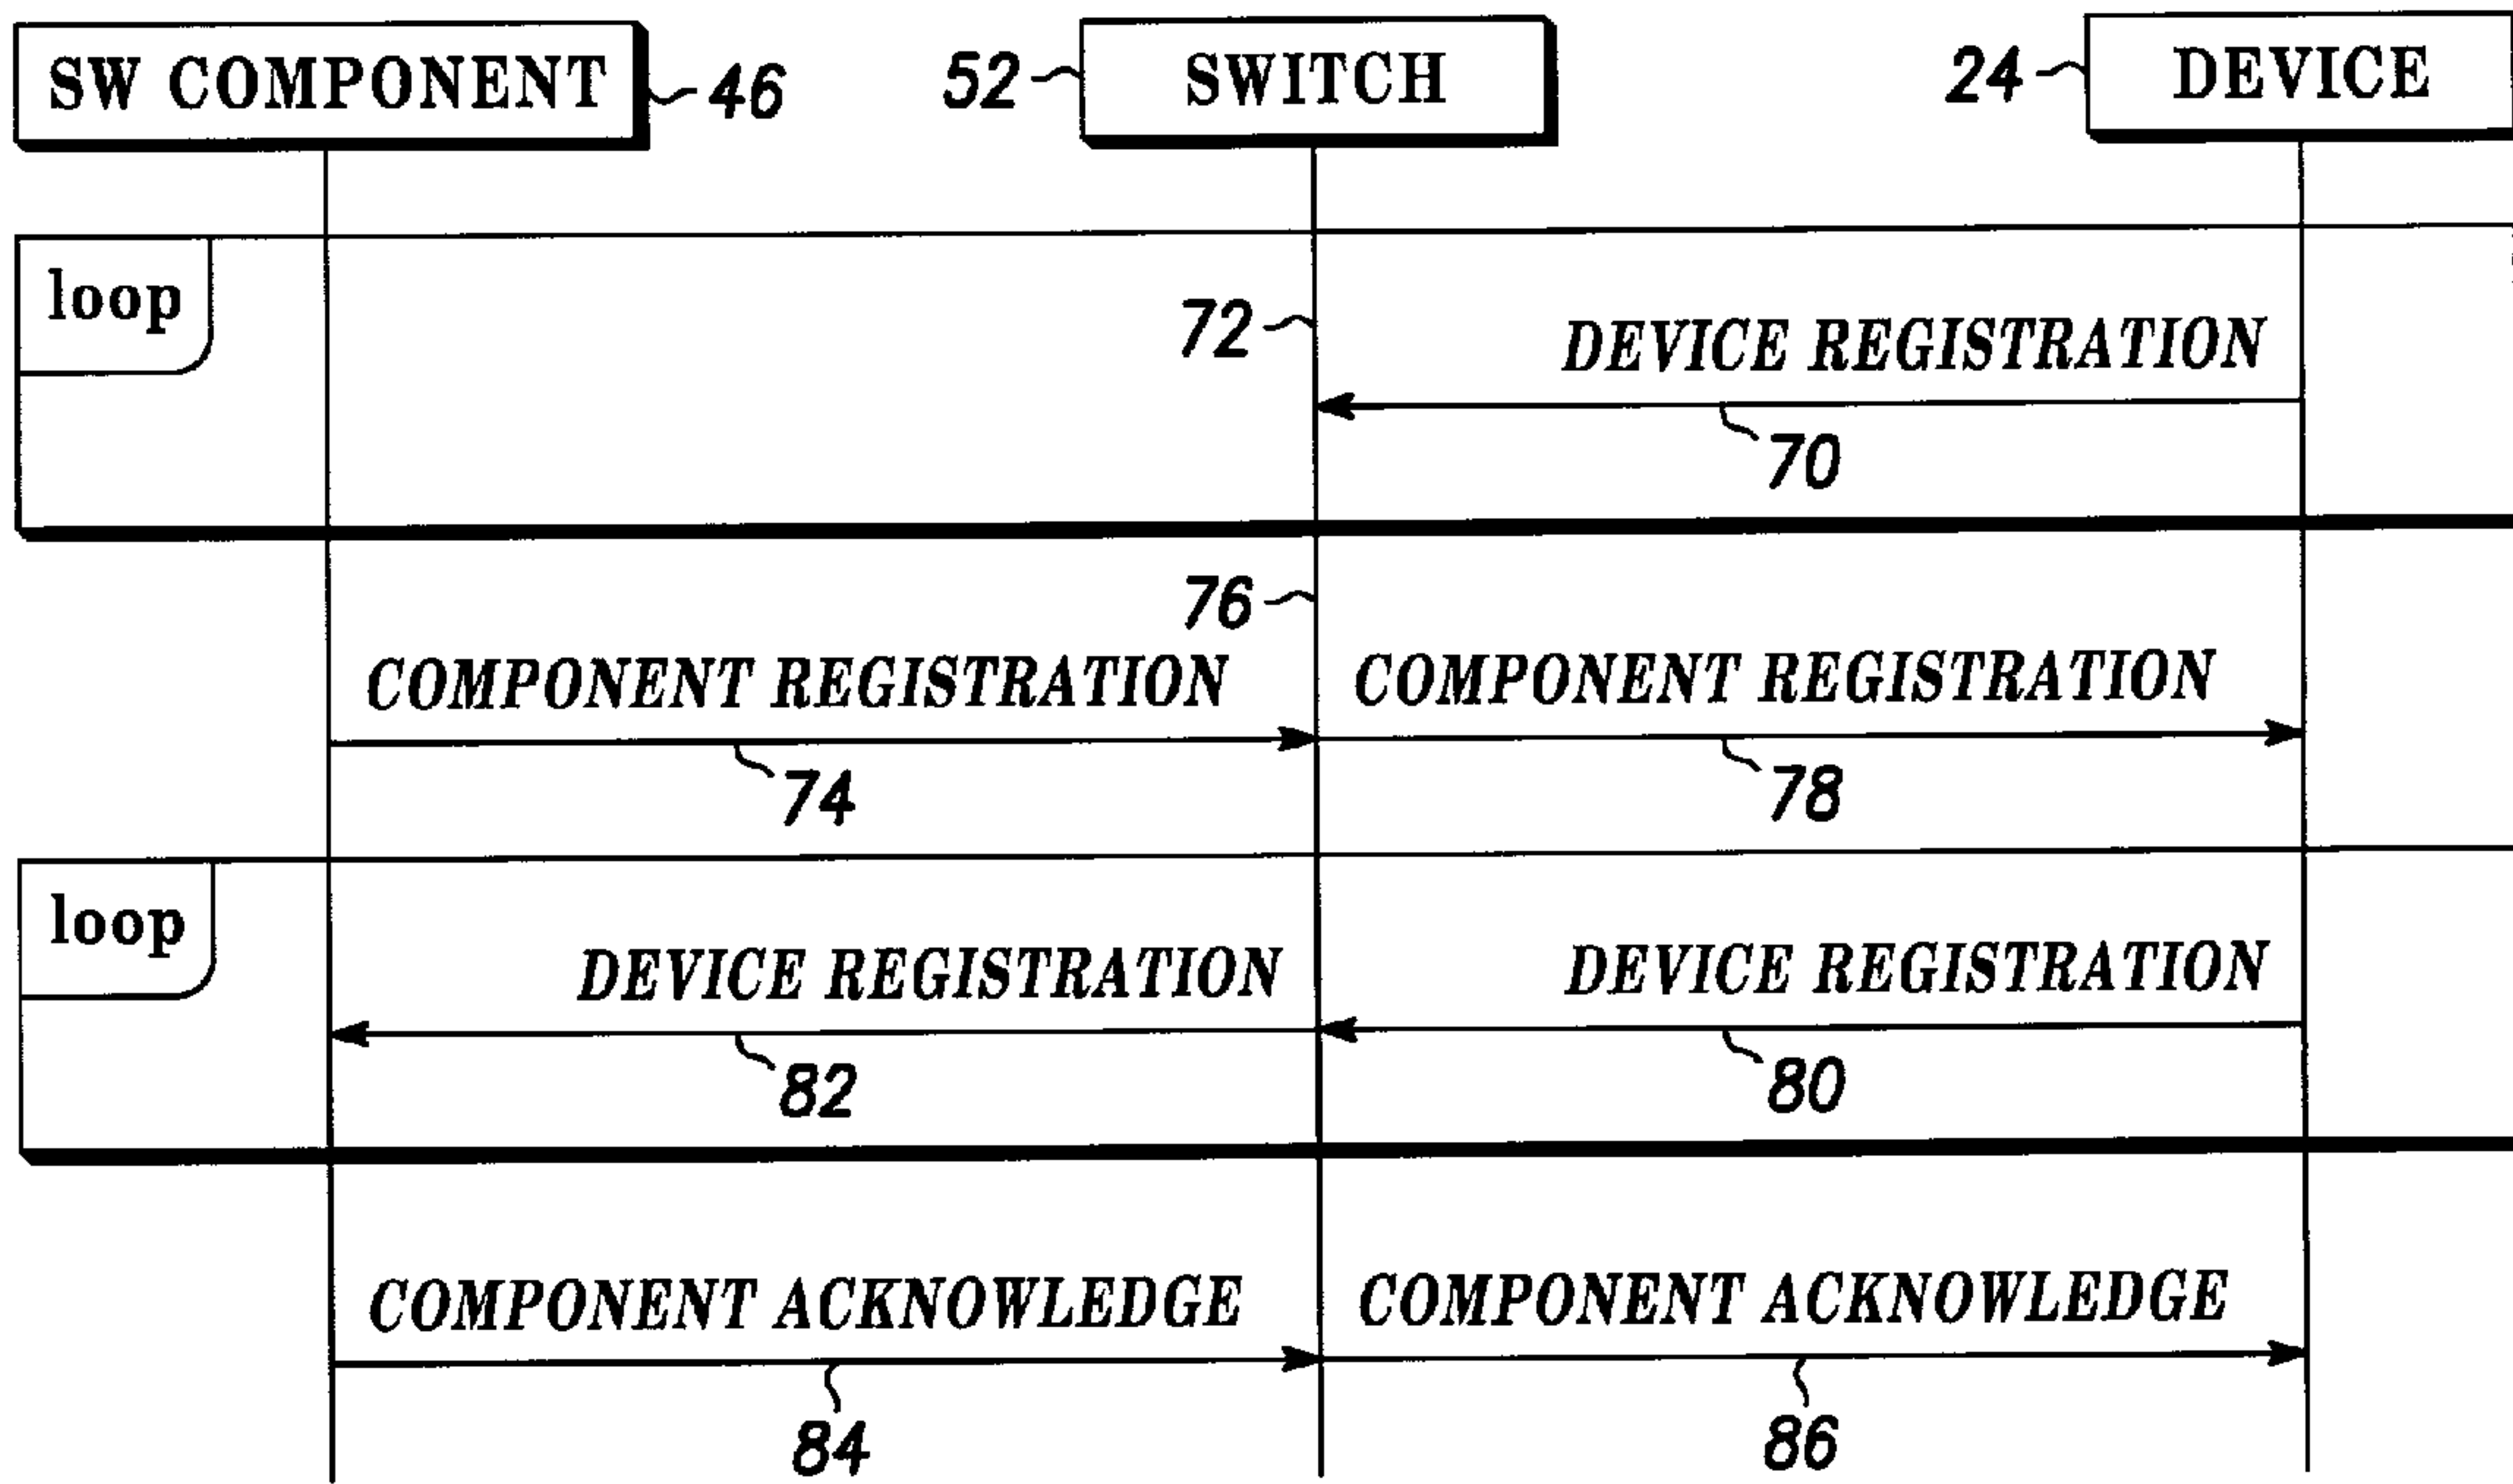 SW COMPONENT 46
52 SWITCH
24 DEVICE
loop
72
DEVICE REGISTRATION
70
76
COMPONENT REGISTRATION
COMPONENT REGISTRATION
74
78
loop
DEVICE REGISTRATION
DEVICE REGISTRATION
82
80
COMPONENT ACKNOWLEDGE
COMPONENT ACKNOWLEDGE
84
86